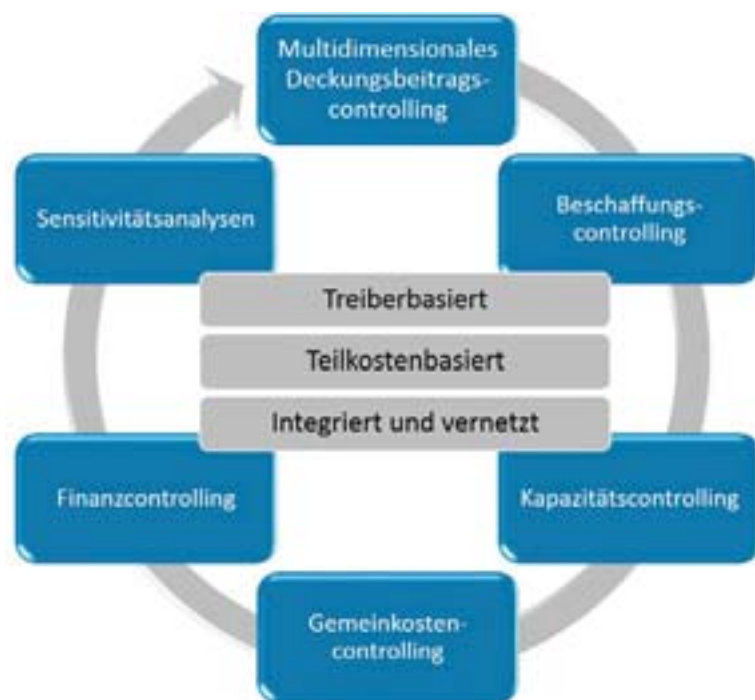 Multidimensionales
Deckungsbeitrags-
controlling
Beschaffungs-
controlling
Kapazitätscontrolling
Gemeinkosten-
controlling
Finanzcontrolling
Sensitivitätsanalysen
Treiberbasiert
Teilkostenbasiert
Integriert und vernetzt